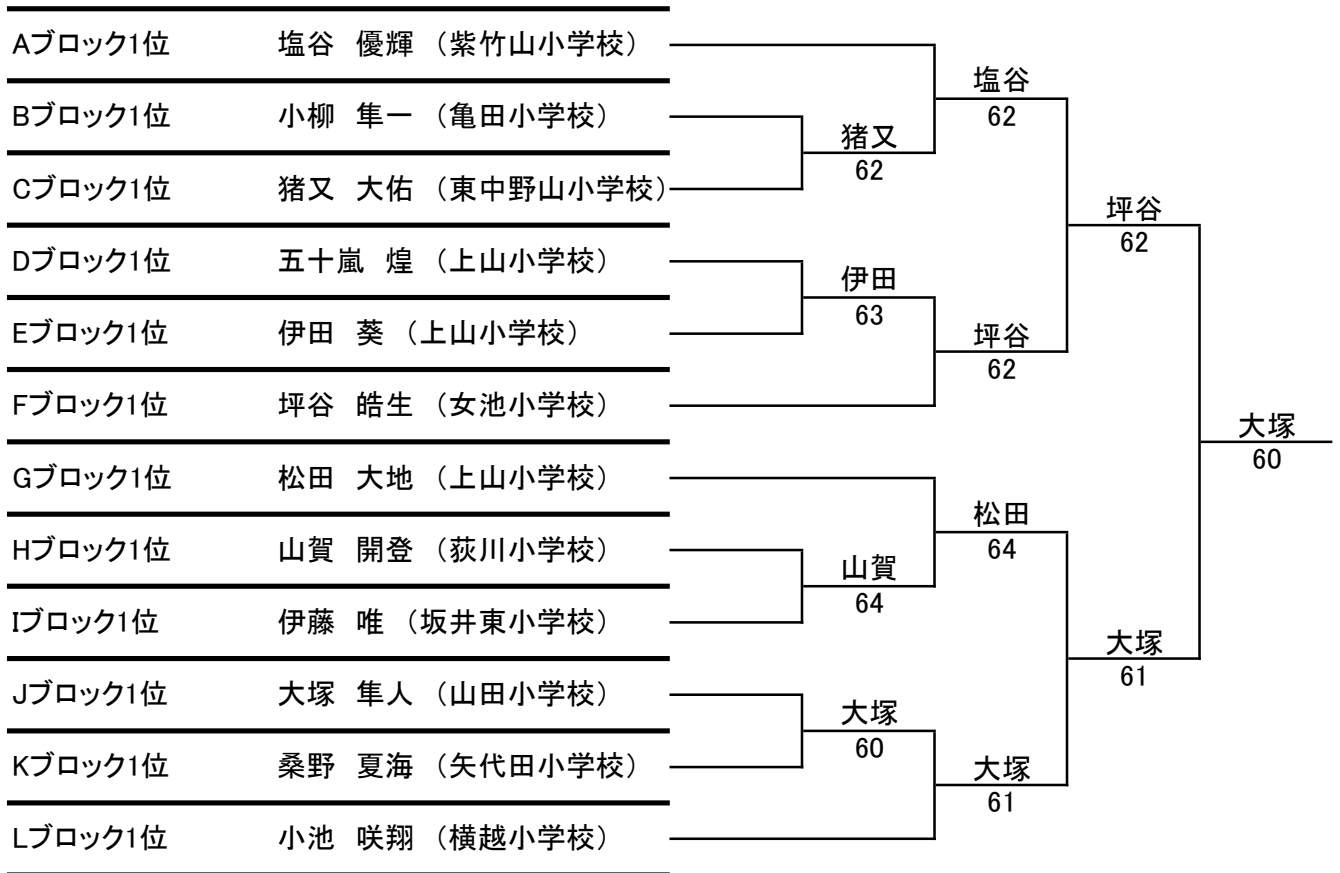 Aブロック1位 塩谷 優輝 （紫竹山小学校）
塩谷
62
Bブロック1位 小柳 隼一 （亀田小学校）
猪又
62
Cブロック1位 猪又 大佑 （東中野山小学校）
坪谷
62
Dブロック1位 五十嵐 煌 （上山小学校）
伊田
63
Eブロック1位 伊田 葵 （上山小学校）
坪谷
62
Fブロック1位 坪谷 皓生 （女池小学校）
大塚
60
Gブロック1位 松田 大地 （上山小学校）
松田
64
Hブロック1位 山賀 開登 （荻川小学校）
山賀
64
Iブロック1位 伊藤 唯 （坂井東小学校）
大塚
61
Jブロック1位 大塚 隼人 （山田小学校）
大塚
60
Kブロック1位 桑野 夏海 （矢代田小学校）
大塚
61
Lブロック1位 小池 咲翔 （横越小学校）